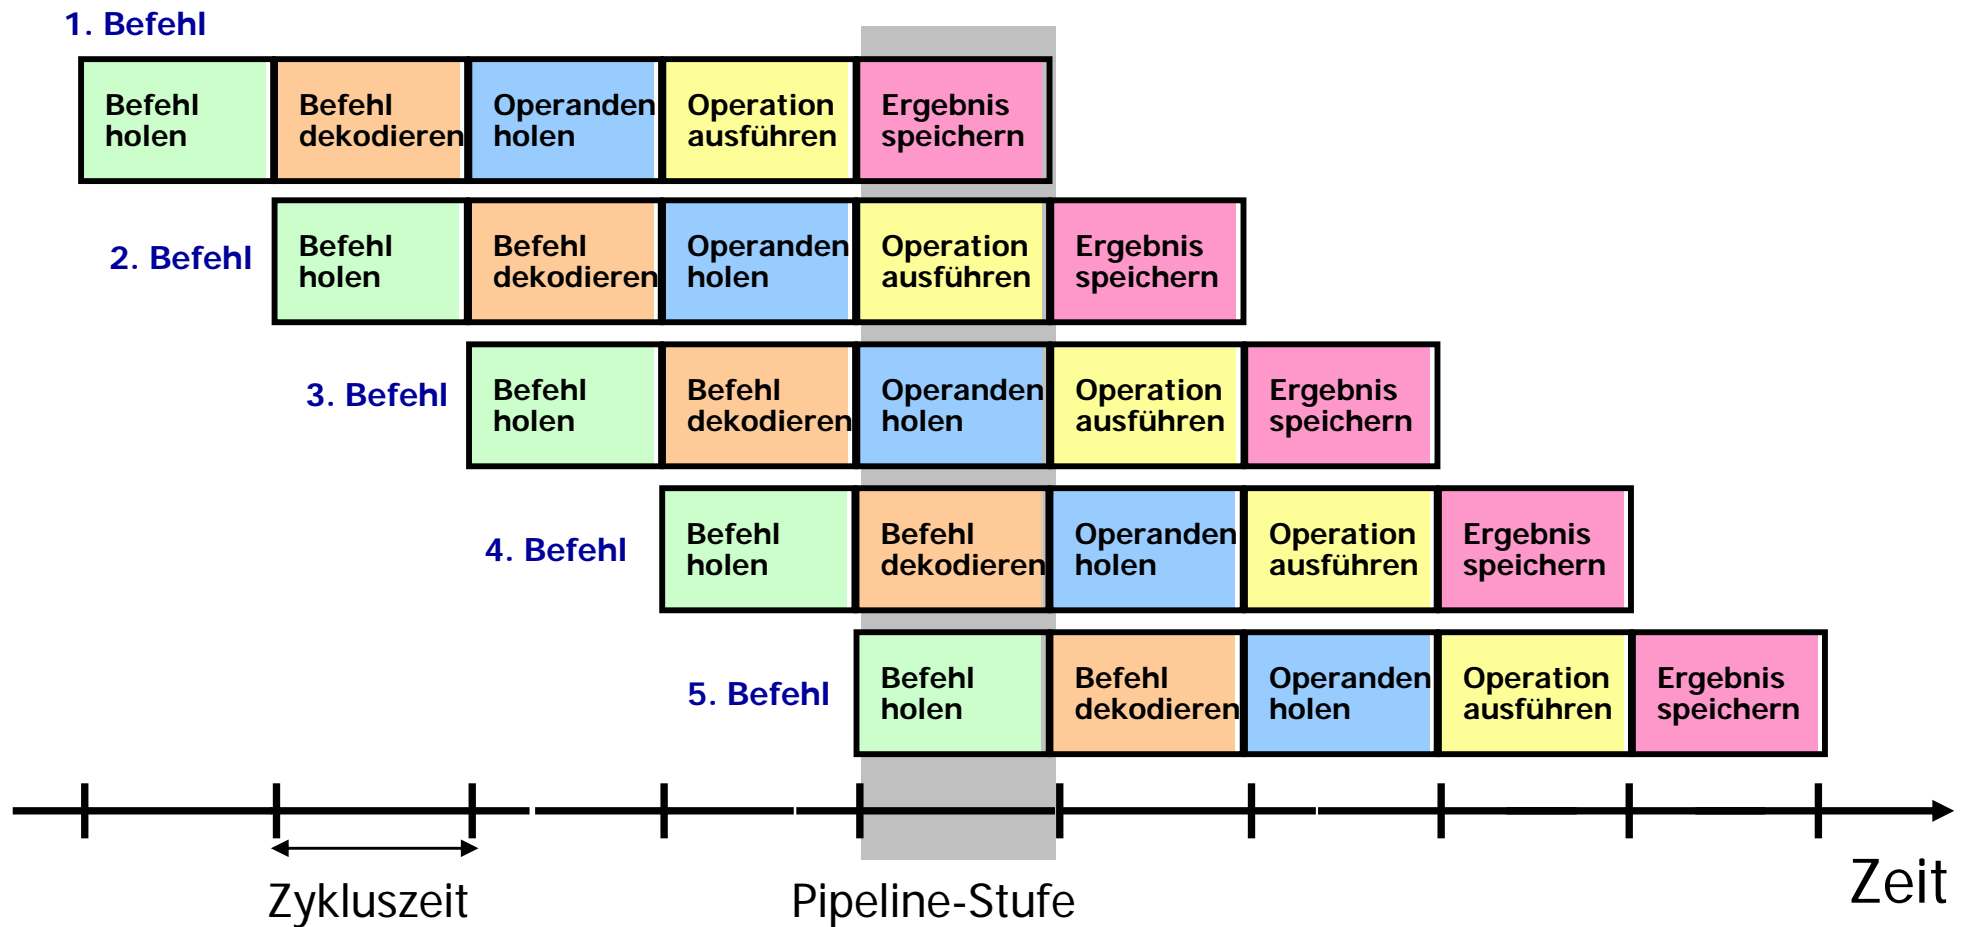 1. Befehl
Befehl
holen
Befehl
dekodieren
Operanden
holen
Operation
ausführen
Ergebnis
speichern
2. Befehl
Befehl
holen
Befehl
dekodieren
Operanden
holen
Operation
ausführen
Ergebnis
speichern
3. Befehl
Befehl
holen
Befehl
dekodieren
Operanden
holen
Operation
ausführen
Ergebnis
speichern
4. Befehl
Befehl
holen
Befehl
dekodieren
Operanden
holen
Operation
ausführen
Ergebnis
speichern
5. Befehl
Befehl
holen
Befehl
dekodieren
Operanden
holen
Operation
ausführen
Ergebnis
speichern
Zykluszeit
Pipeline-Stufe
Zeit